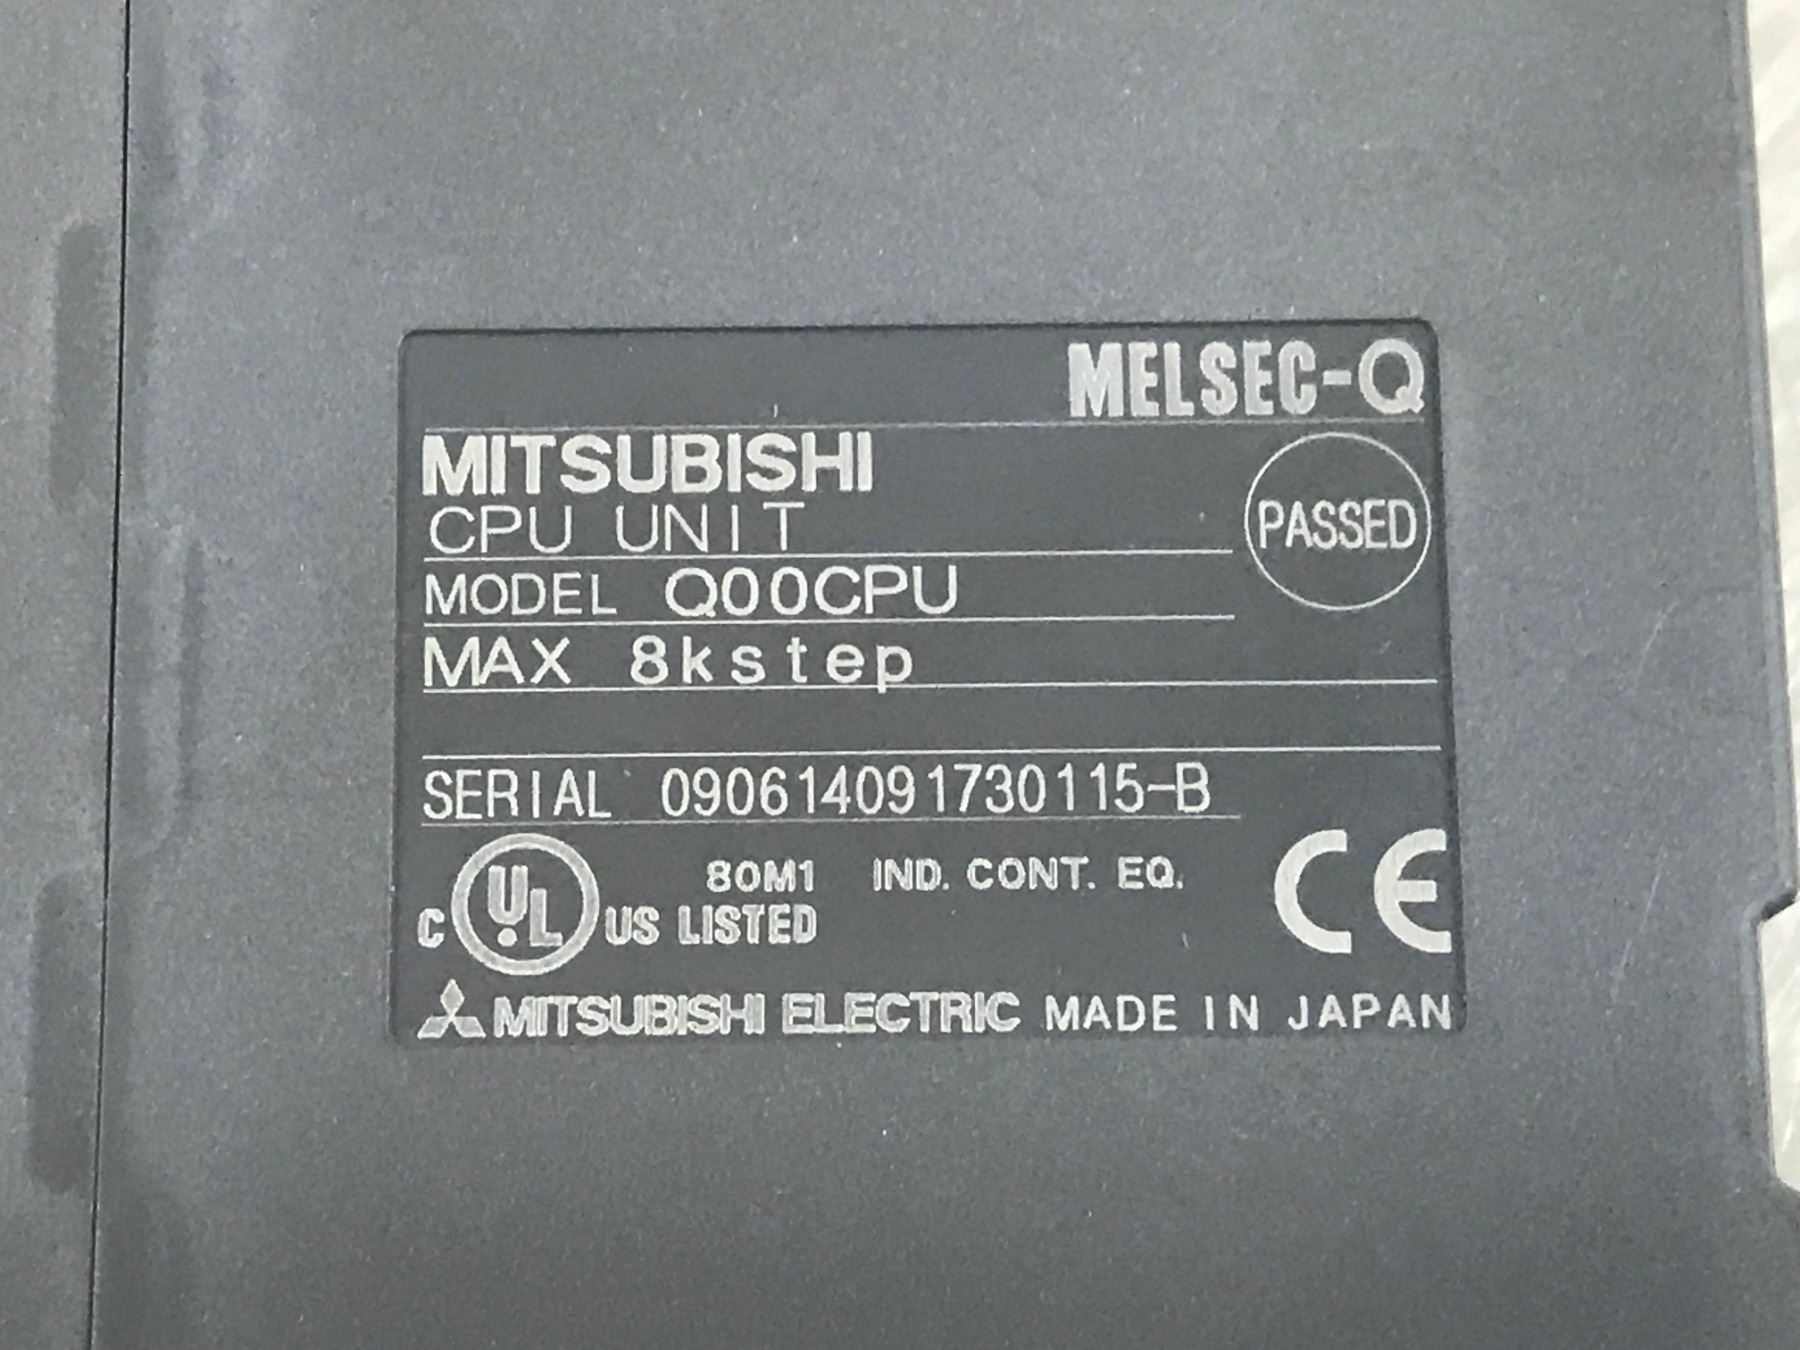 MELSEC-Q
MITSUBISHI
CPU UNIT
PASSED
MODEL Q00CPU
MAX 8kstep
SERIAL 090614091730115-B
80M1 IND. CONT. EQ.
C UL US LISTED
CE
MITSUBISHI ELECTRIC MADE IN JAPAN